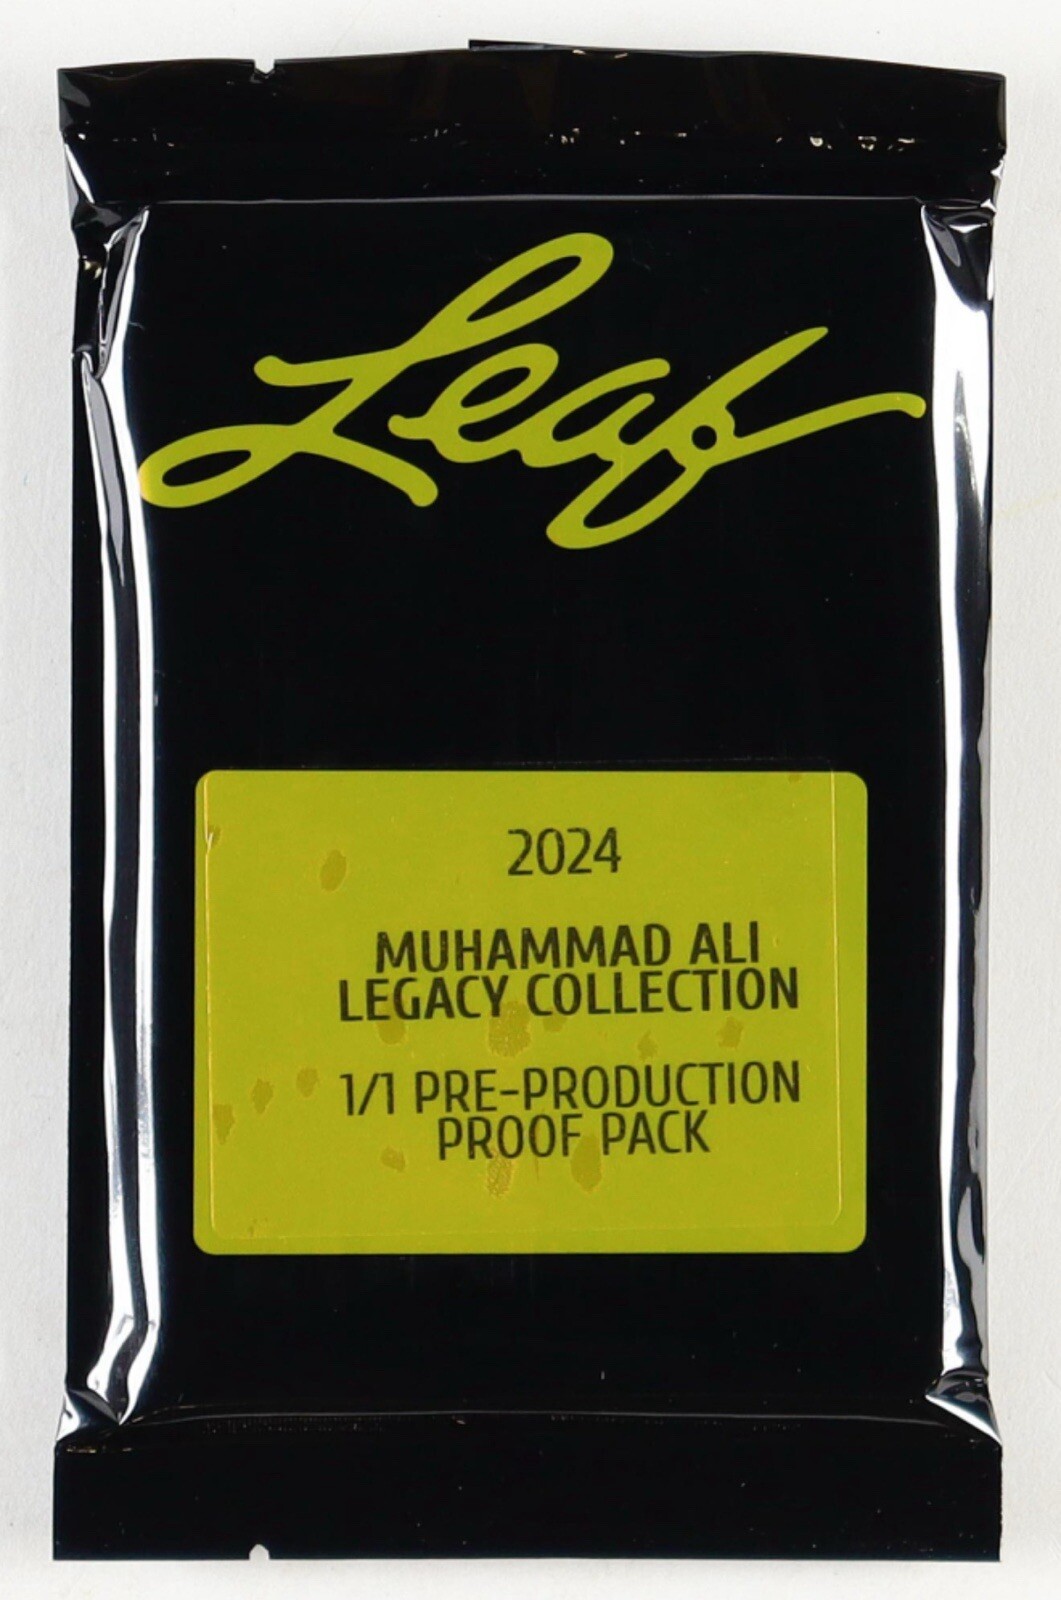 Leaf
2024
MUHAMMAD ALI
LEGACY COLLECTION
1/1 PRE-PRODUCTION
PROOF PACK